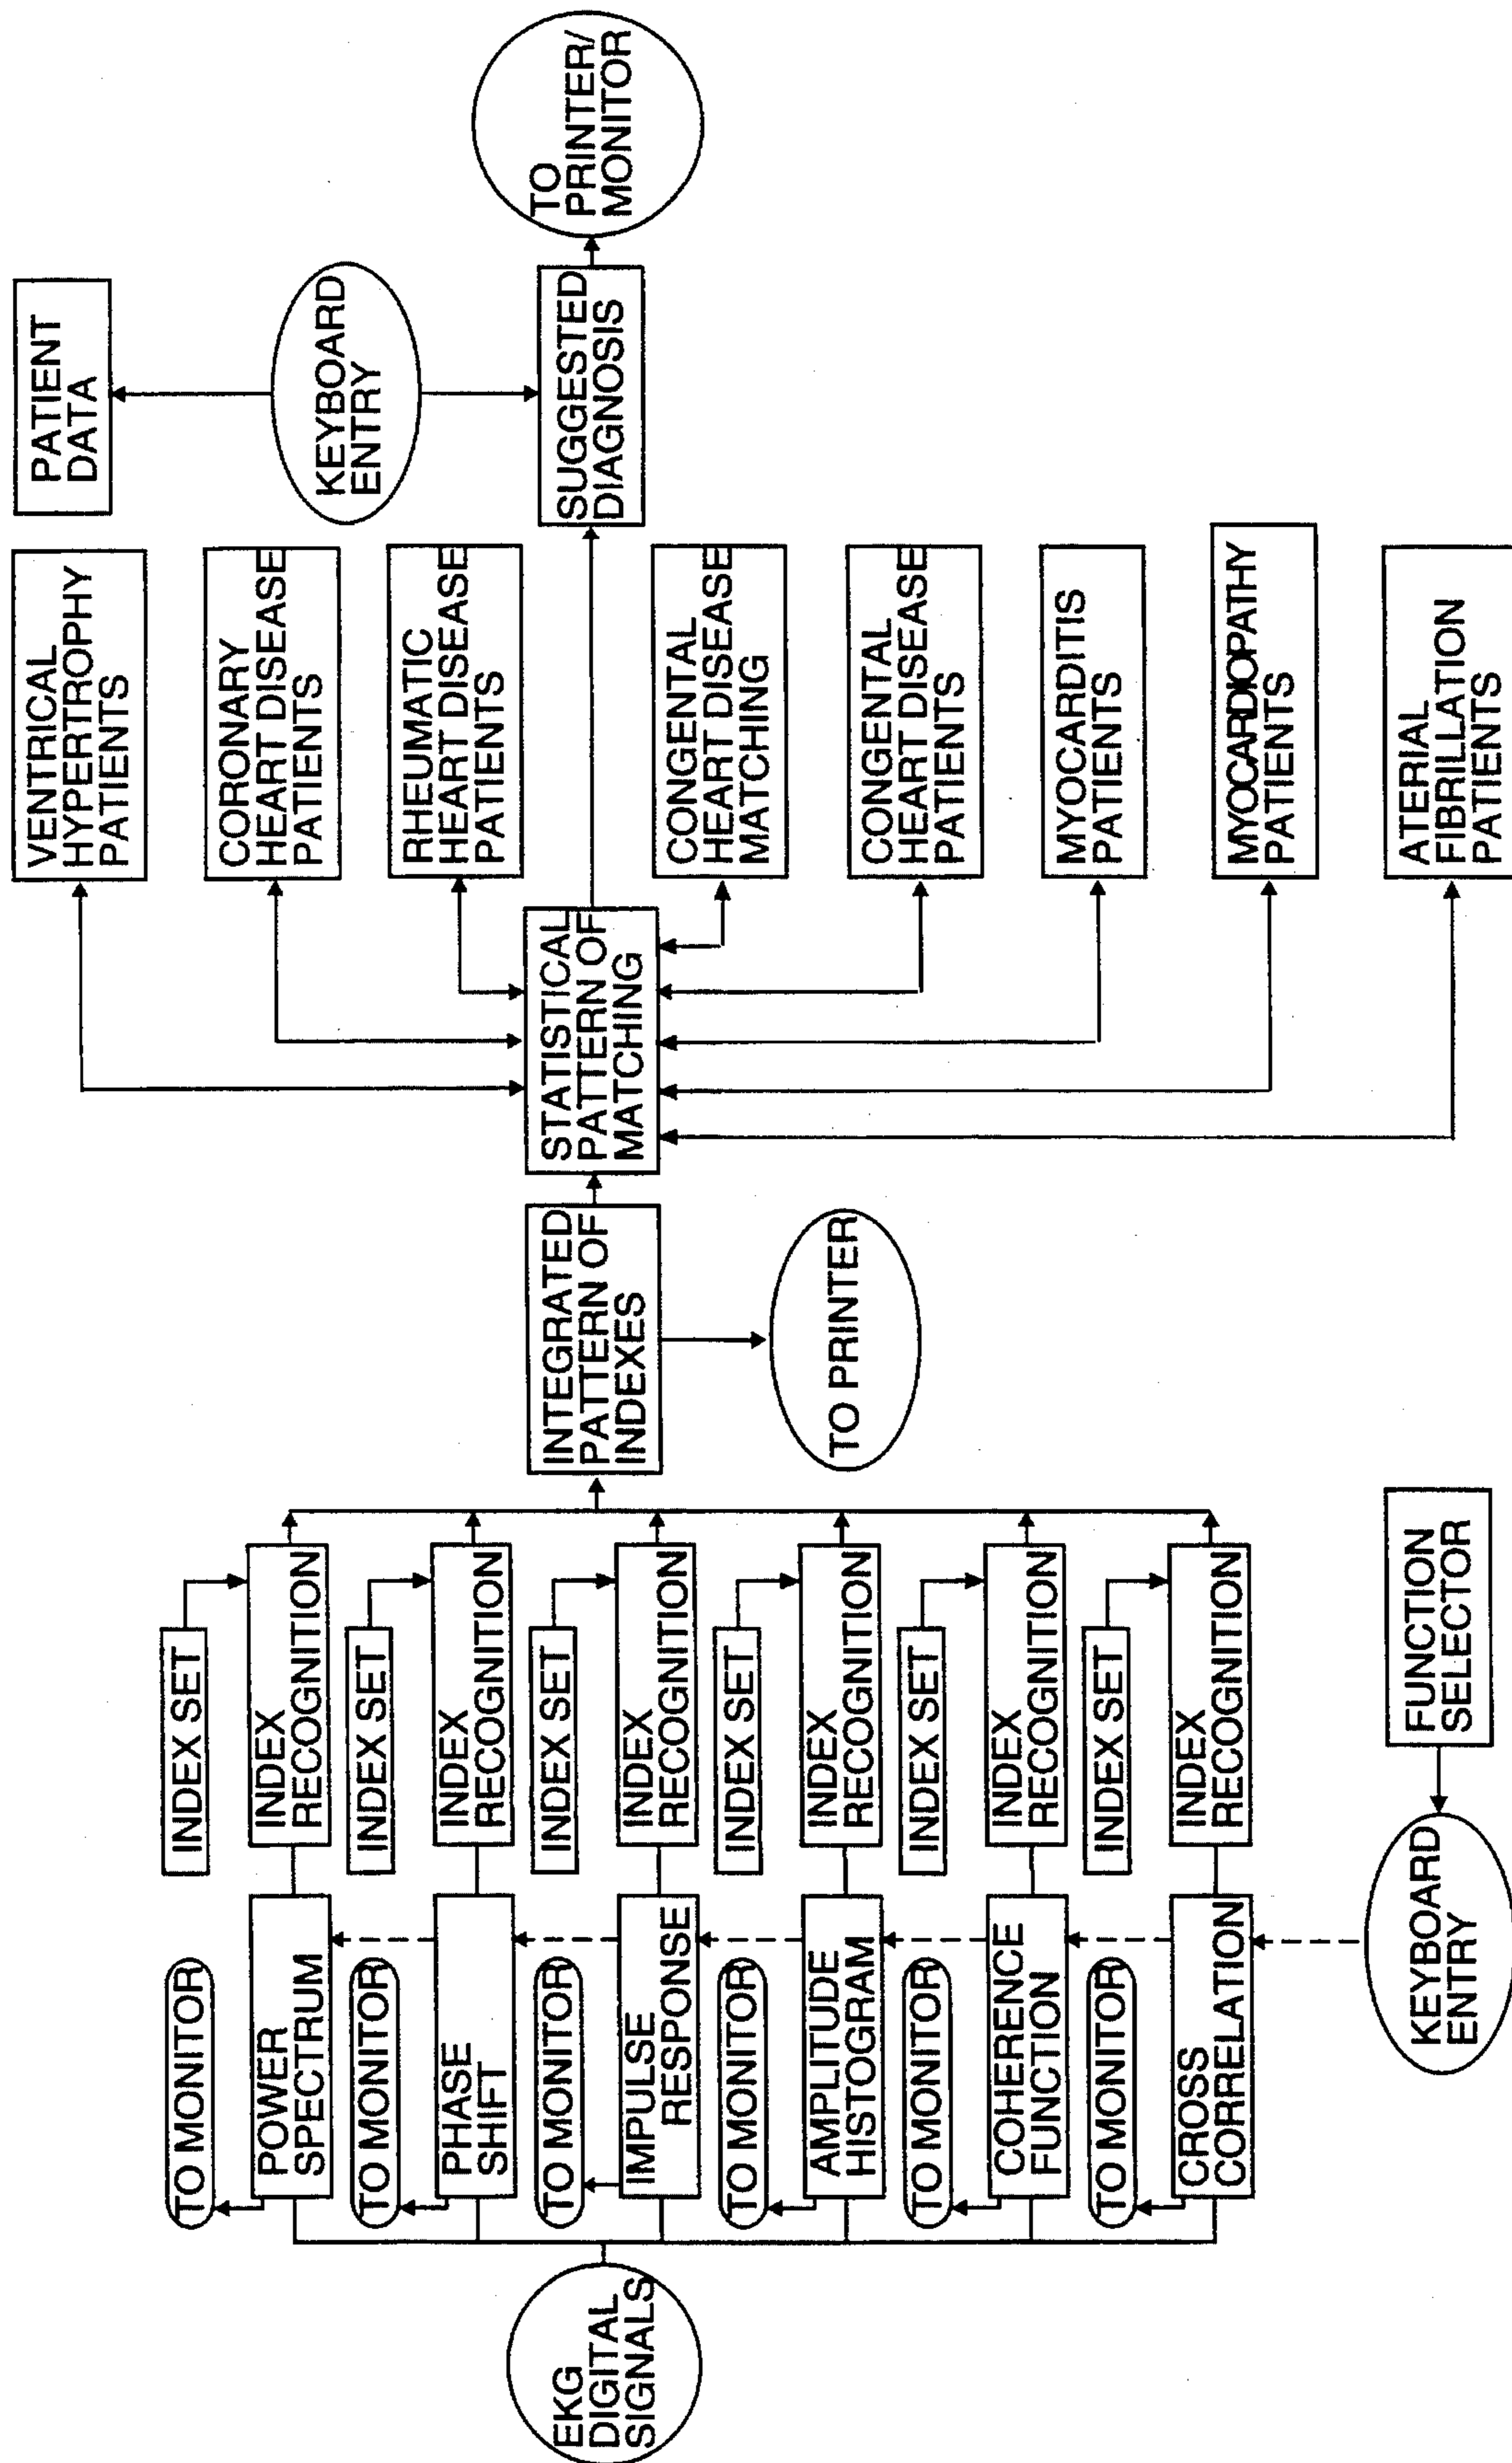 EKG
DIGITAL
SIGNALS
TO MONITOR
POWER
SPECTRUM
INDEX SET
INDEX
RECOGNITION
TO MONITOR
PHASE
SHIFT
INDEX SET
INDEX
RECOGNITION
TO MONITOR
IMPULSE
RESPONSE
INDEX SET
INDEX
RECOGNITION
TO MONITOR
AMPLITUDE
HISTOGRAM
INDEX SET
INDEX
RECOGNITION
TO MONITOR
COHERENCE
FUNCTION
INDEX SET
INDEX
RECOGNITION
TO MONITOR
CROSS
CORRELATION
INDEX SET
INDEX
RECOGNITION
KEYBOARD
ENTRY
FUNCTION
SELECTOR
INTEGRATED
PATTERN OF
INDEXES
TO PRINTER
STATISTICAL
PATTERN OF
MATCHING
VENTRICAL
HYPERTROPHY
PATIENTS
CORONARY
HEART DISEASE
PATIENTS
RHEUMATIC
HEART DISEASE
PATIENTS
CONGENTAL
HEART DISEASE
MATCHING
CONGENTAL
HEART DISEASE
PATIENTS
MYOCARDITIS
PATIENTS
MYOCARDIOPATHY
PATIENTS
ATERIAL
FIBRILLATION
PATIENTS
PATIENT
DATA
KEYBOARD
ENTRY
SUGGESTED
DIAGNOSIS
TO
PRINTER/
MONITOR